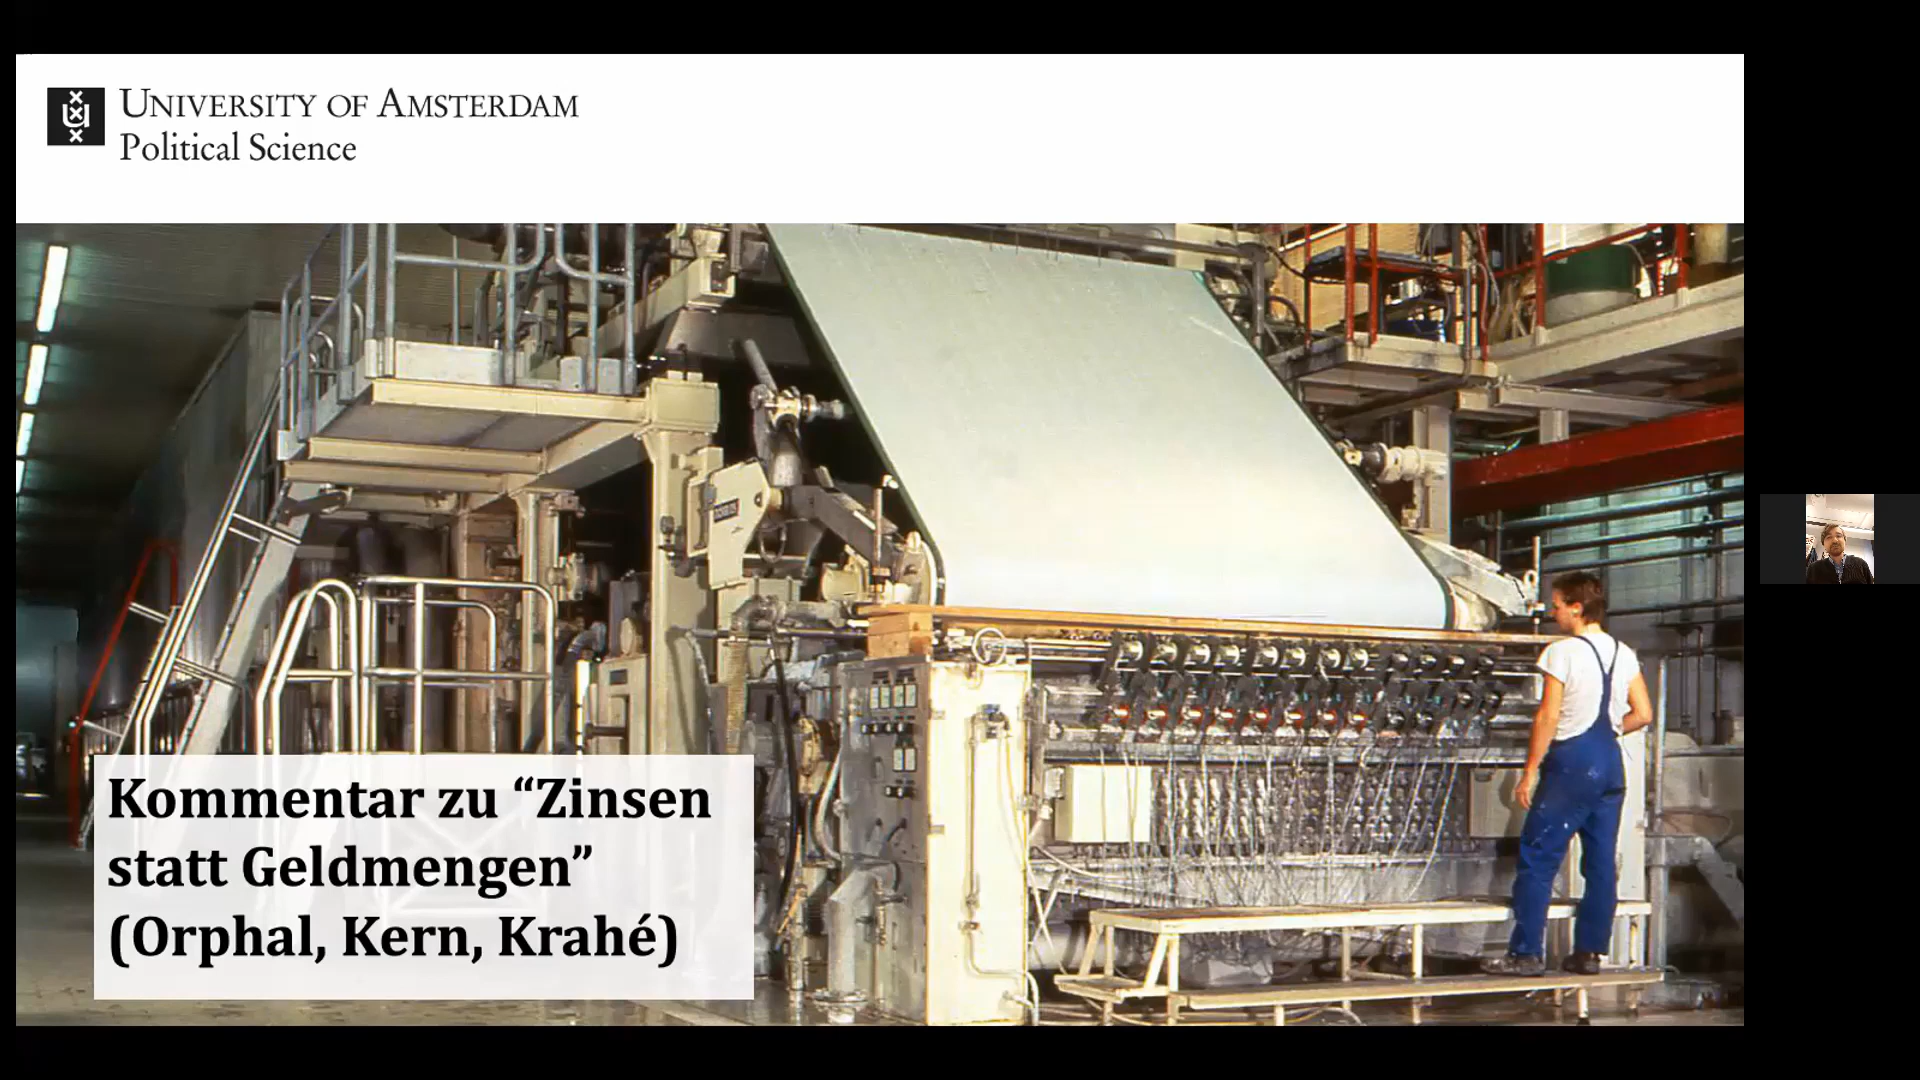 UNIVERSITY OF AMSTERDAM
Political Science
Kommentar zu “Zinsen
statt Geldmengen”
(Orphal, Kern, Krahé)